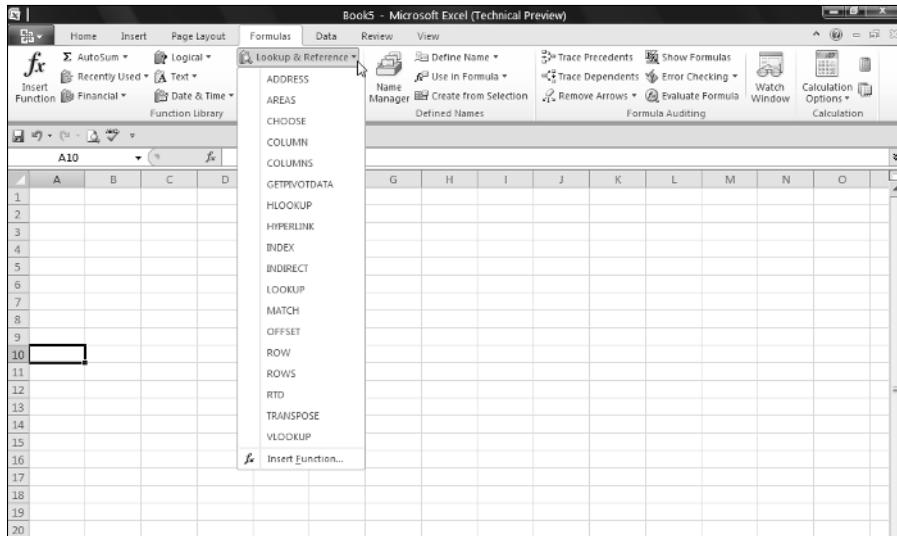 Book5 - Microsoft Excel (Technical Preview)
Home Insert Page Layout Formulas Data Review View
fx Insert Function
Σ AutoSum
Recently Used
Financial
Logical
Text
Date & Time
Lookup & Reference
Function Library
Name Manager
Define Name
Use in Formula
Create from Selection
Defined Names
Trace Precedents
Trace Dependents
Remove Arrows
Show Formulas
Error Checking
Evaluate Formula
Watch Window
Formula Auditing
Calculation Options
Calculation
A10 fx
ADDRESS
AREAS
CHOOSE
COLUMN
COLUMNS
GETPIVOTDATA
HLOOKUP
HYPERLINK
INDEX
INDIRECT
LOOKUP
MATCH
OFFSET
ROW
ROWS
RTD
TRANSPOSE
VLOOKUP
fx Insert Function...
A B C D G H I J K L M N O
1
2
3
4
5
6
7
8
9
10
11
12
13
14
15
16
17
18
19
20